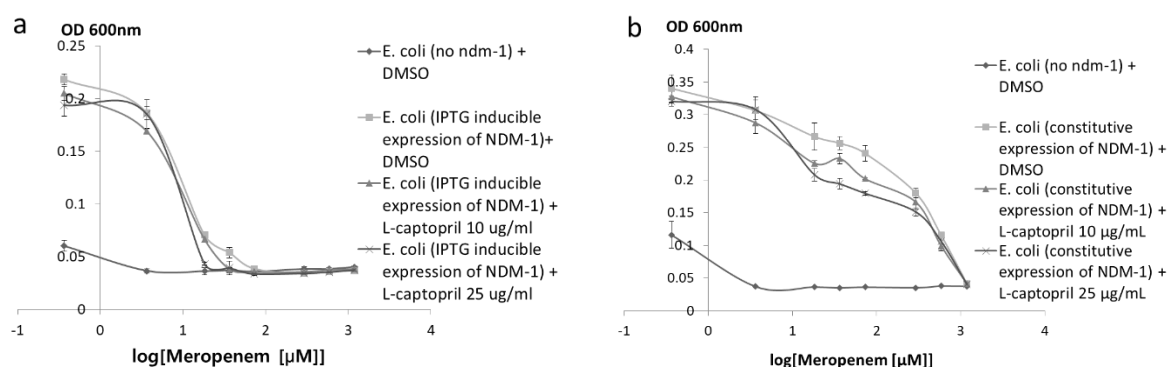 a
OD 600nm
0.25
0.2
0.15
0.1
0.05
0
-1
0
1
2
3
4
log[Meropenem [µM]]
E. coli (no ndm-1) +
DMSO
E. coli (IPTG inducible
expression of NDM-1)+
DMSO
E. coli (IPTG inducible
expression of NDM-1) +
L-captopril 10 ug/ml
E. coli (IPTG inducible
expression of NDM-1) +
L-captopril 25 ug/ml
b
OD 600nm
0.4
0.35
0.3
0.25
0.2
0.15
0.1
0.05
0
-1
0
1
2
3
4
log[Meropenem [µM]]
E. coli (no ndm-1) +
DMSO
E. coli (constitutive
expression of NDM-1) +
DMSO
E. coli (constitutive
expression of NDM-1) +
L-captopril 10 µg/mL
E. coli (constitutive
expression of NDM-1) +
L-captopril 25 µg/mL